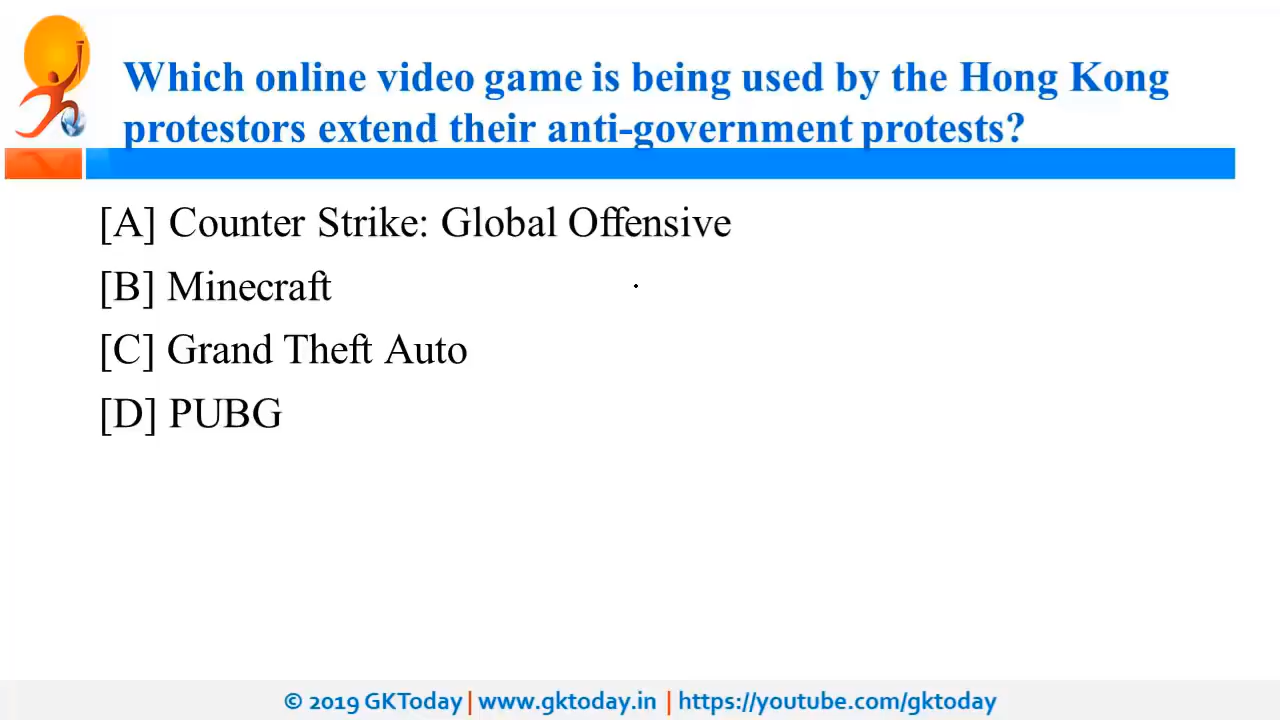 Which online video game is being used by the Hong Kong
protestors extend their anti-government protests?
[A] Counter Strike: Global Offensive
[B] Minecraft
[C] Grand Theft Auto
[D] PUBG
© 2019 GKToday | www.gktoday.in | https://youtube.com/gktoday